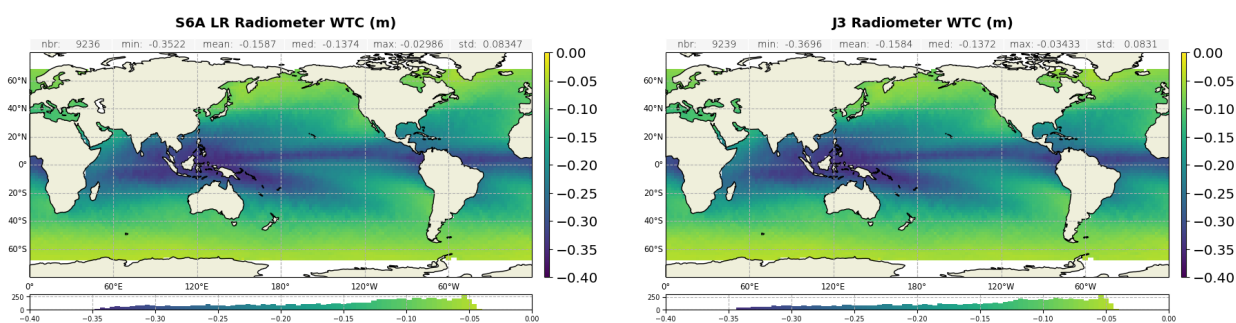 S6A LR Radiometer WTC (m)
nbr: 9236 min: -0.3522 mean: -0.1587 med: -0.1374 max: -0.02986 std: 0.08347
60°N
40°N
20°N
0°
20°S
40°S
60°S
0°E 60°E 120°E 180°E 120°W 60°W
0.00
−0.05
−0.10
−0.15
−0.20
−0.25
−0.30
−0.35
−0.40
250
0
−0.40 −0.35 −0.30 −0.25 −0.20 −0.15 −0.10 −0.05 0.00
J3 Radiometer WTC (m)
nbr: 9239 min: -0.3696 mean: -0.1584 med: -0.1372 max: -0.03433 std: 0.0831
60°N
40°N
20°N
0°
20°S
40°S
60°S
0°E 60°E 120°E 180°E 120°W 60°W
0.00
−0.05
−0.10
−0.15
−0.20
−0.25
−0.30
−0.35
−0.40
250
0
−0.40 −0.35 −0.30 −0.25 −0.20 −0.15 −0.10 −0.05 0.00